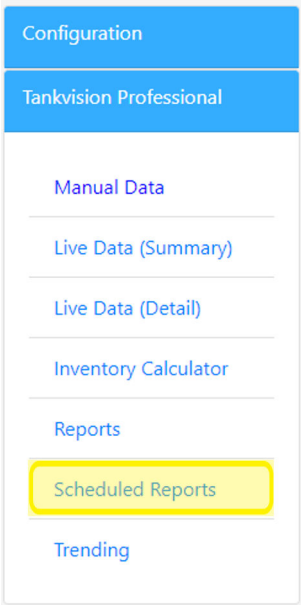 Configuration
Tankvision Professional
Manual Data
Live Data (Summary)
Live Data (Detail)
Inventory Calculator
Reports
Scheduled Reports
Trending